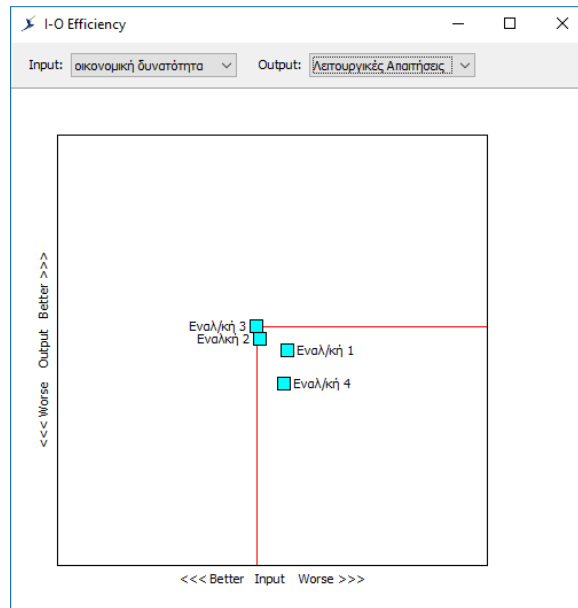 I-O Efficiency
Input: οικονομική δυνατότητα Output: Λειτουργικές Απαιτήσεις
<<< Worse Output Better >>>
Εναλ/κή 3
Εναλκή 2
Εναλ/κή 1
Εναλ/κή 4
<<< Better Input Worse >>>